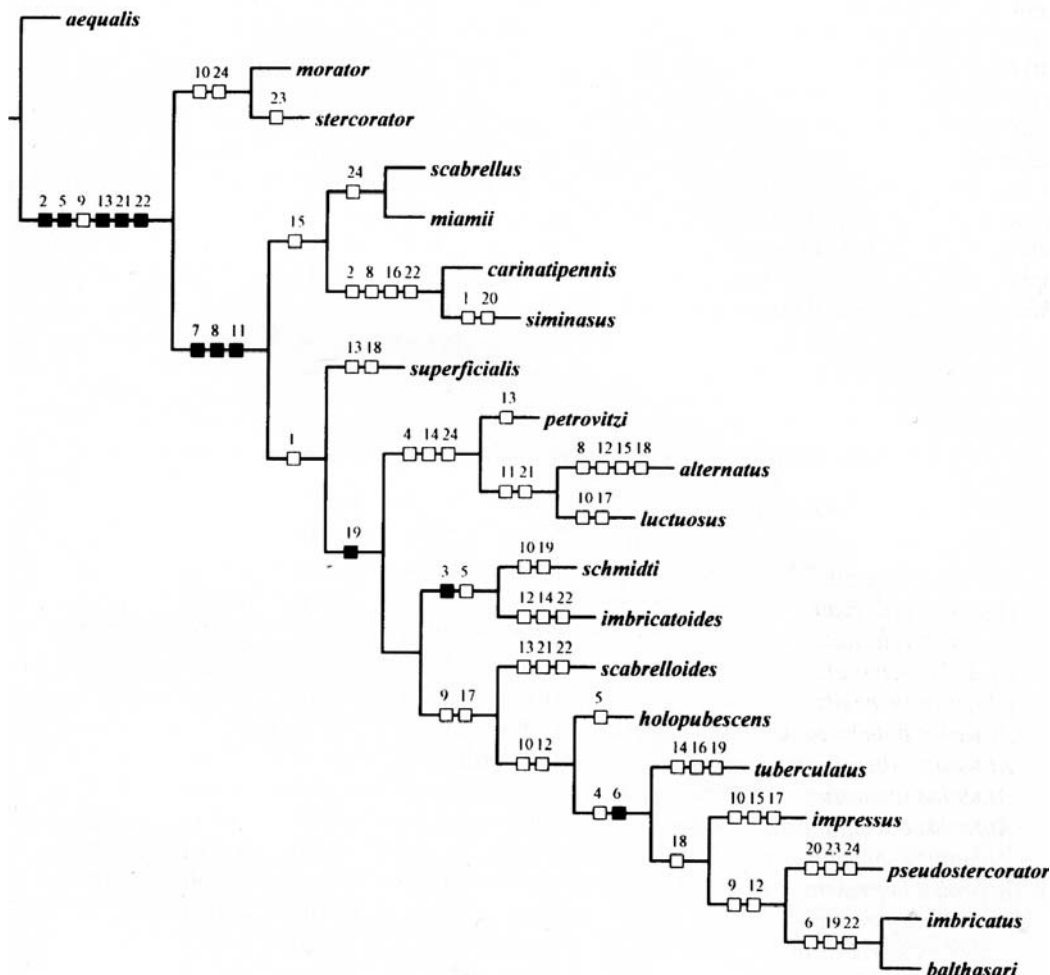 aequalis
10 24
morator
23
stercorator
24
scabrellus
2 5 9 13 21 22
15
miamii
2 8 16 22
carinatipennis
1 20
siminasus
7 8 11
13 18
superficialis
1
13
petrovitzi
4 14 24
8 12 15 18
alternatus
11 21
10 17
luctuosus
19
10 19
schmidti
3 5
12 14 22
imbricatoides
13 21 22
scabrelloides
9 17
5
holopubescens
10 12
14 16 19
tuberculatus
4 6
10 15 17
impressus
18
20 23 24
pseudostercorator
9 12
imbricatus
6 19 22
balthasari